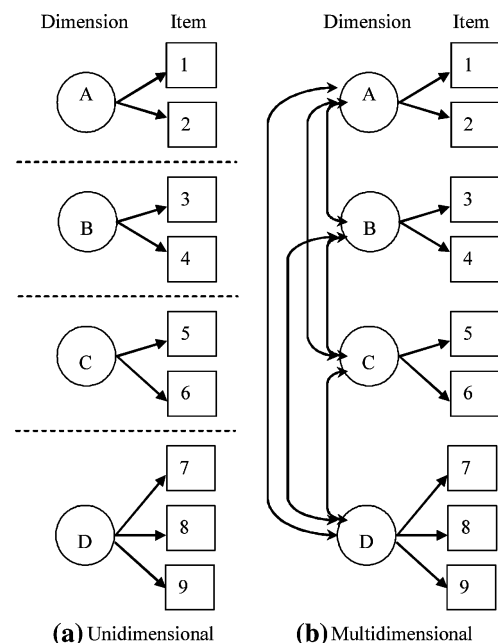 Dimension Item Dimension Item
A 1 A 1
2 2
B 3 B 3
4 4
C 5 C 5
6 6
7 7
D 8 D 8
9 9
(a) Unidimensional (b) Multidimensional